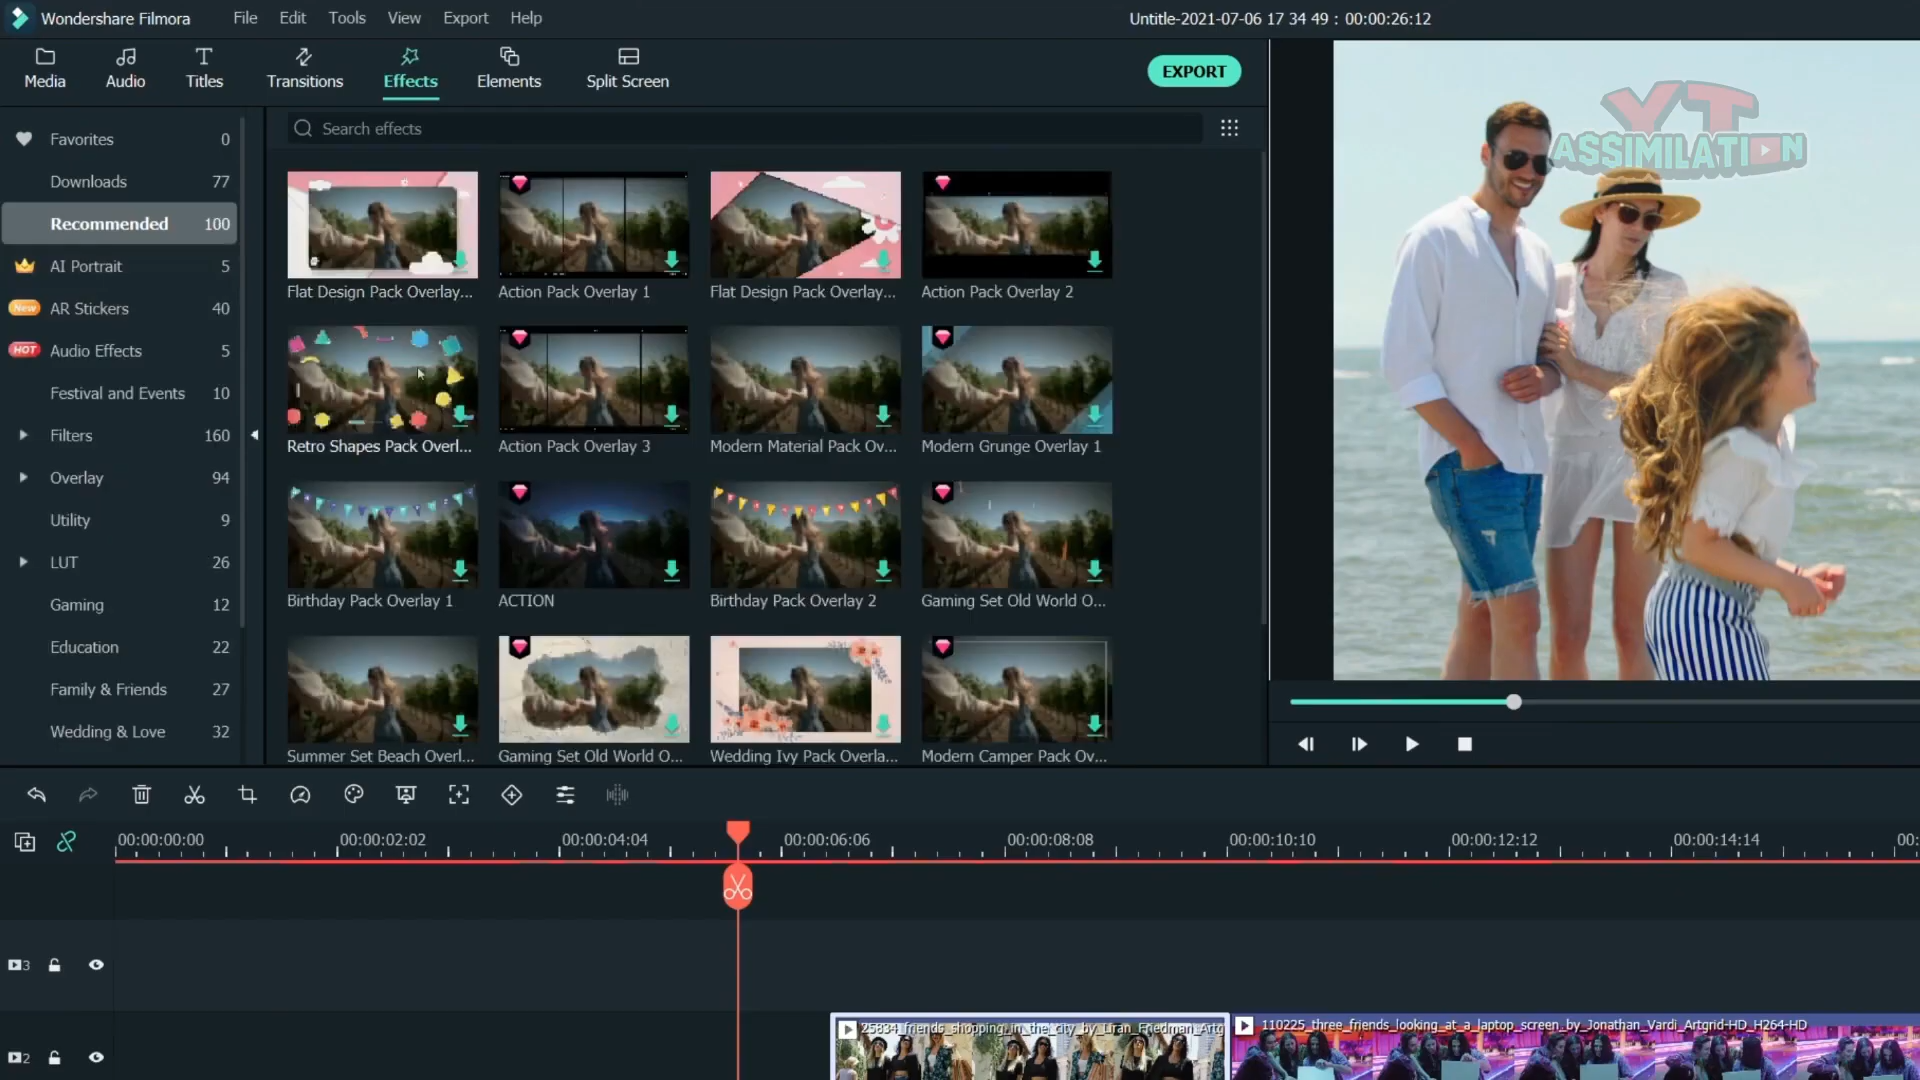 Wondershare Filmora File Edit Tools View Export Help Untitle-2021-07-06 17 34 49 : 00:00:26:12
Media Audio Titles Transitions Effects Elements Split Screen EXPORT
YT
ASSIMILATION
Search effects
Favorites 0
Downloads 77
Recommended 100
AI Portrait 5
New AR Stickers 40
HOT Audio Effects 5
Festival and Events 10
Filters 160
Overlay 94
Utility 9
LUT 26
Gaming 12
Education 22
Family & Friends 27
Wedding & Love 32
Flat Design Pack Overlay... Action Pack Overlay 1 Flat Design Pack Overlay... Action Pack Overlay 2
Retro Shapes Pack Overl... Action Pack Overlay 3 Modern Material Pack Ov... Modern Grunge Overlay 1
Birthday Pack Overlay 1 ACTION Birthday Pack Overlay 2 Gaming Set Old World O...
Summer Set Beach Overl... Gaming Set Old World O... Wedding Ivy Pack Overla... Modern Camper Pack Ov...
00:00:00:00 00:00:02:02 00:00:04:04 00:00:06:06 00:00:08:08 00:00:10:10 00:00:12:12 00:00:14:14 00:
3
25834_friends_shopping_in_the_city_by_Liran_Friedman_Artg 110225_three_friends_looking_at_a_laptop_screen_by_Jonathan_Vardi_Artgrid-HD_H264-HD
2